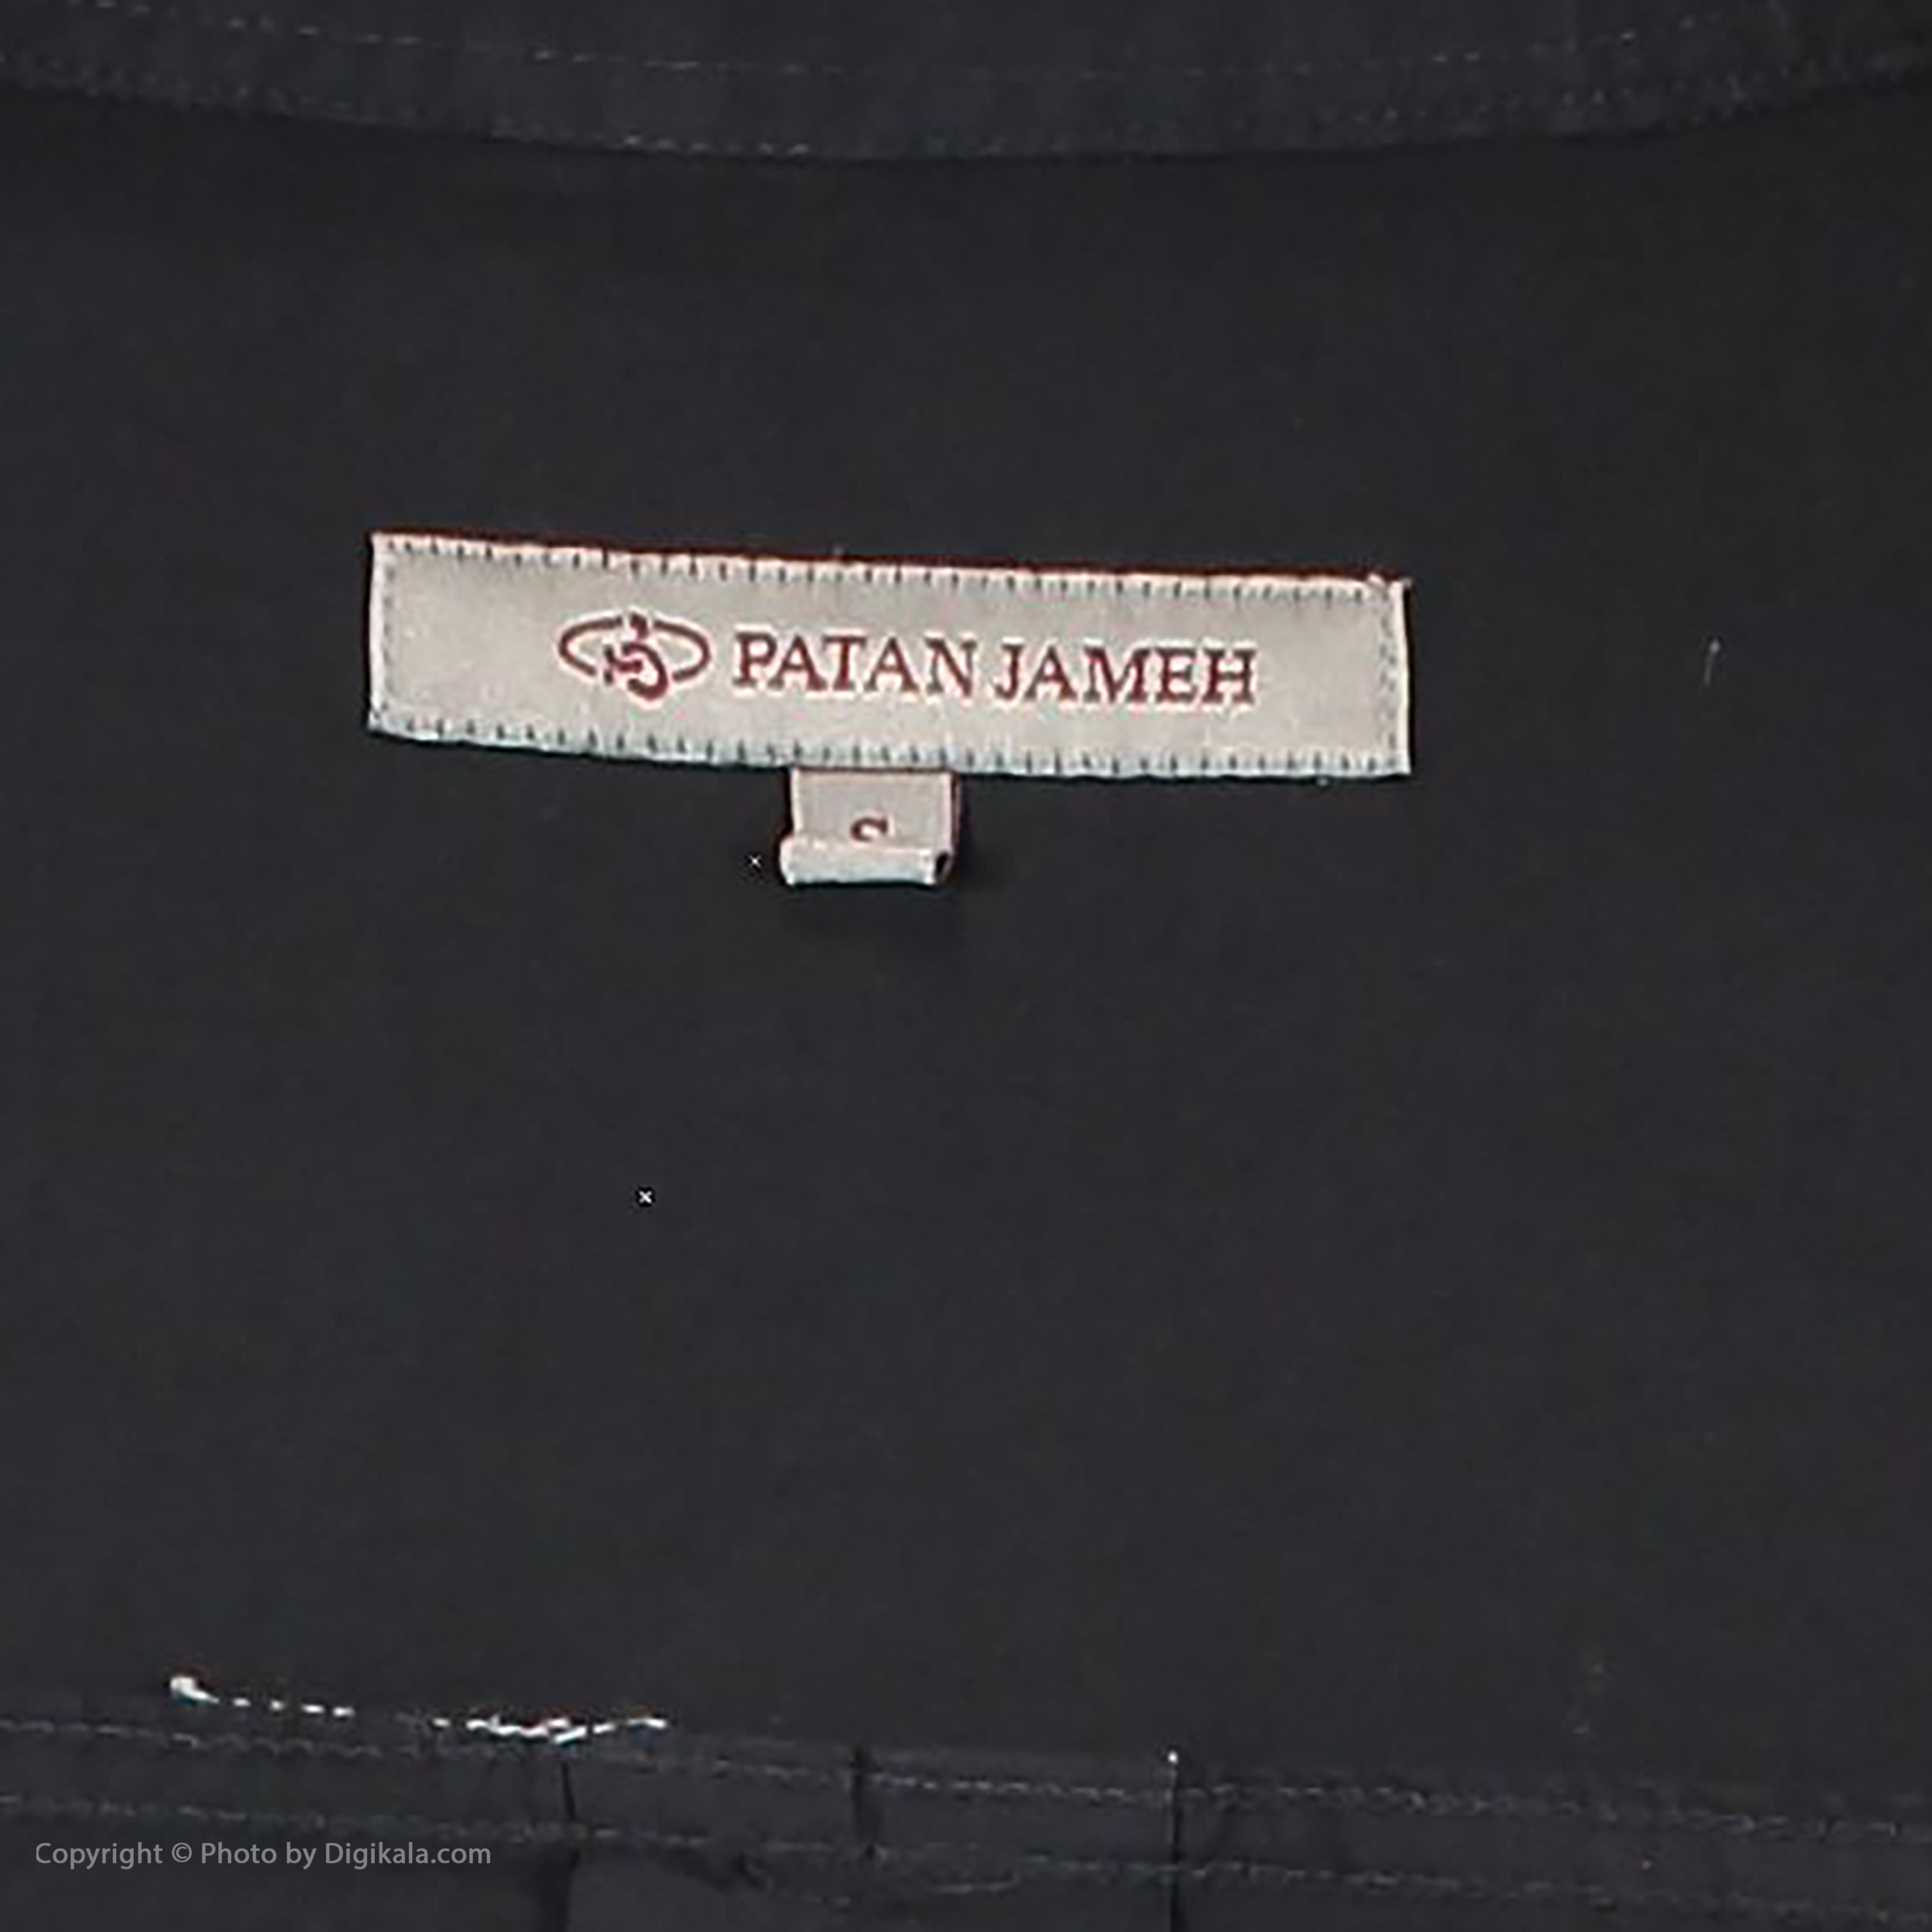 PATAN JAMEH
S
Copyright © Photo by Digikala.com